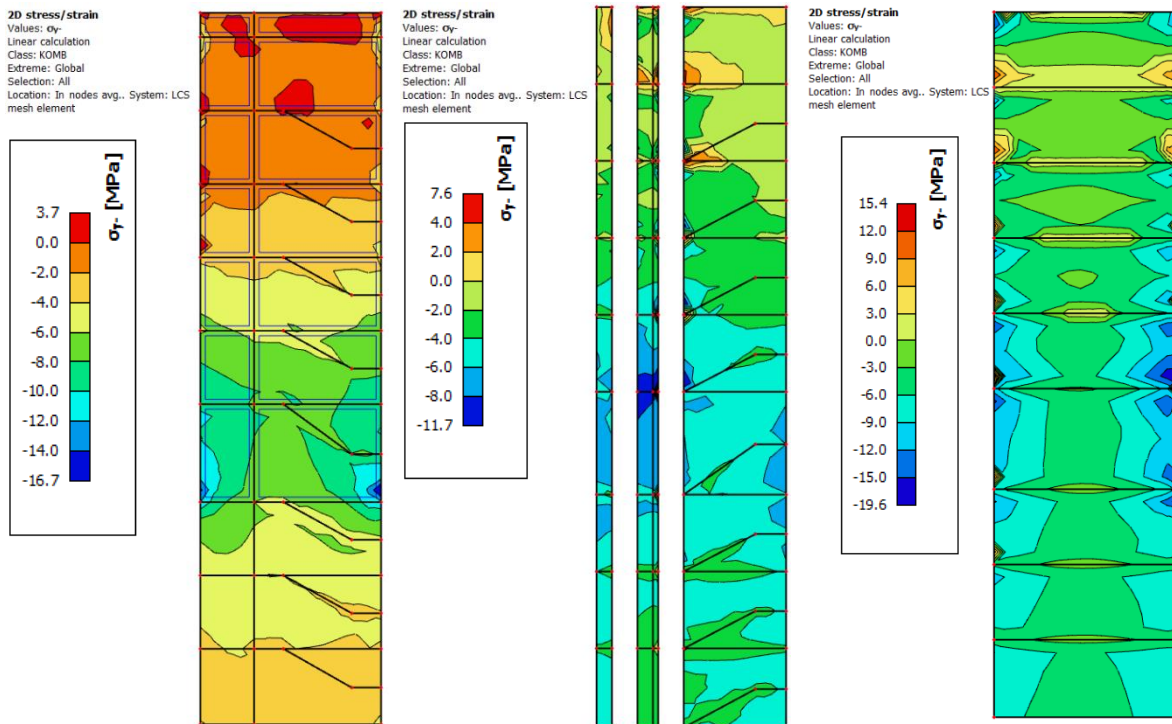 2D stress/strain
Values: σy-
Linear calculation
Class: KOMB
Extreme: Global
Selection: All
Location: In nodes avg.. System: LCS
mesh element
σy- [MPa]
3.7
0.0
-2.0
-4.0
-6.0
-8.0
-10.0
-12.0
-14.0
-16.7
2D stress/strain
Values: σy-
Linear calculation
Class: KOMB
Extreme: Global
Selection: All
Location: In nodes avg.. System: LCS
mesh element
σy- [MPa]
7.6
4.0
2.0
0.0
-2.0
-4.0
-6.0
-8.0
-11.7
2D stress/strain
Values: σy-
Linear calculation
Class: KOMB
Extreme: Global
Selection: All
Location: In nodes avg.. System: LCS
mesh element
σy- [MPa]
15.4
12.0
9.0
6.0
3.0
0.0
-3.0
-6.0
-9.0
-12.0
-15.0
-19.6